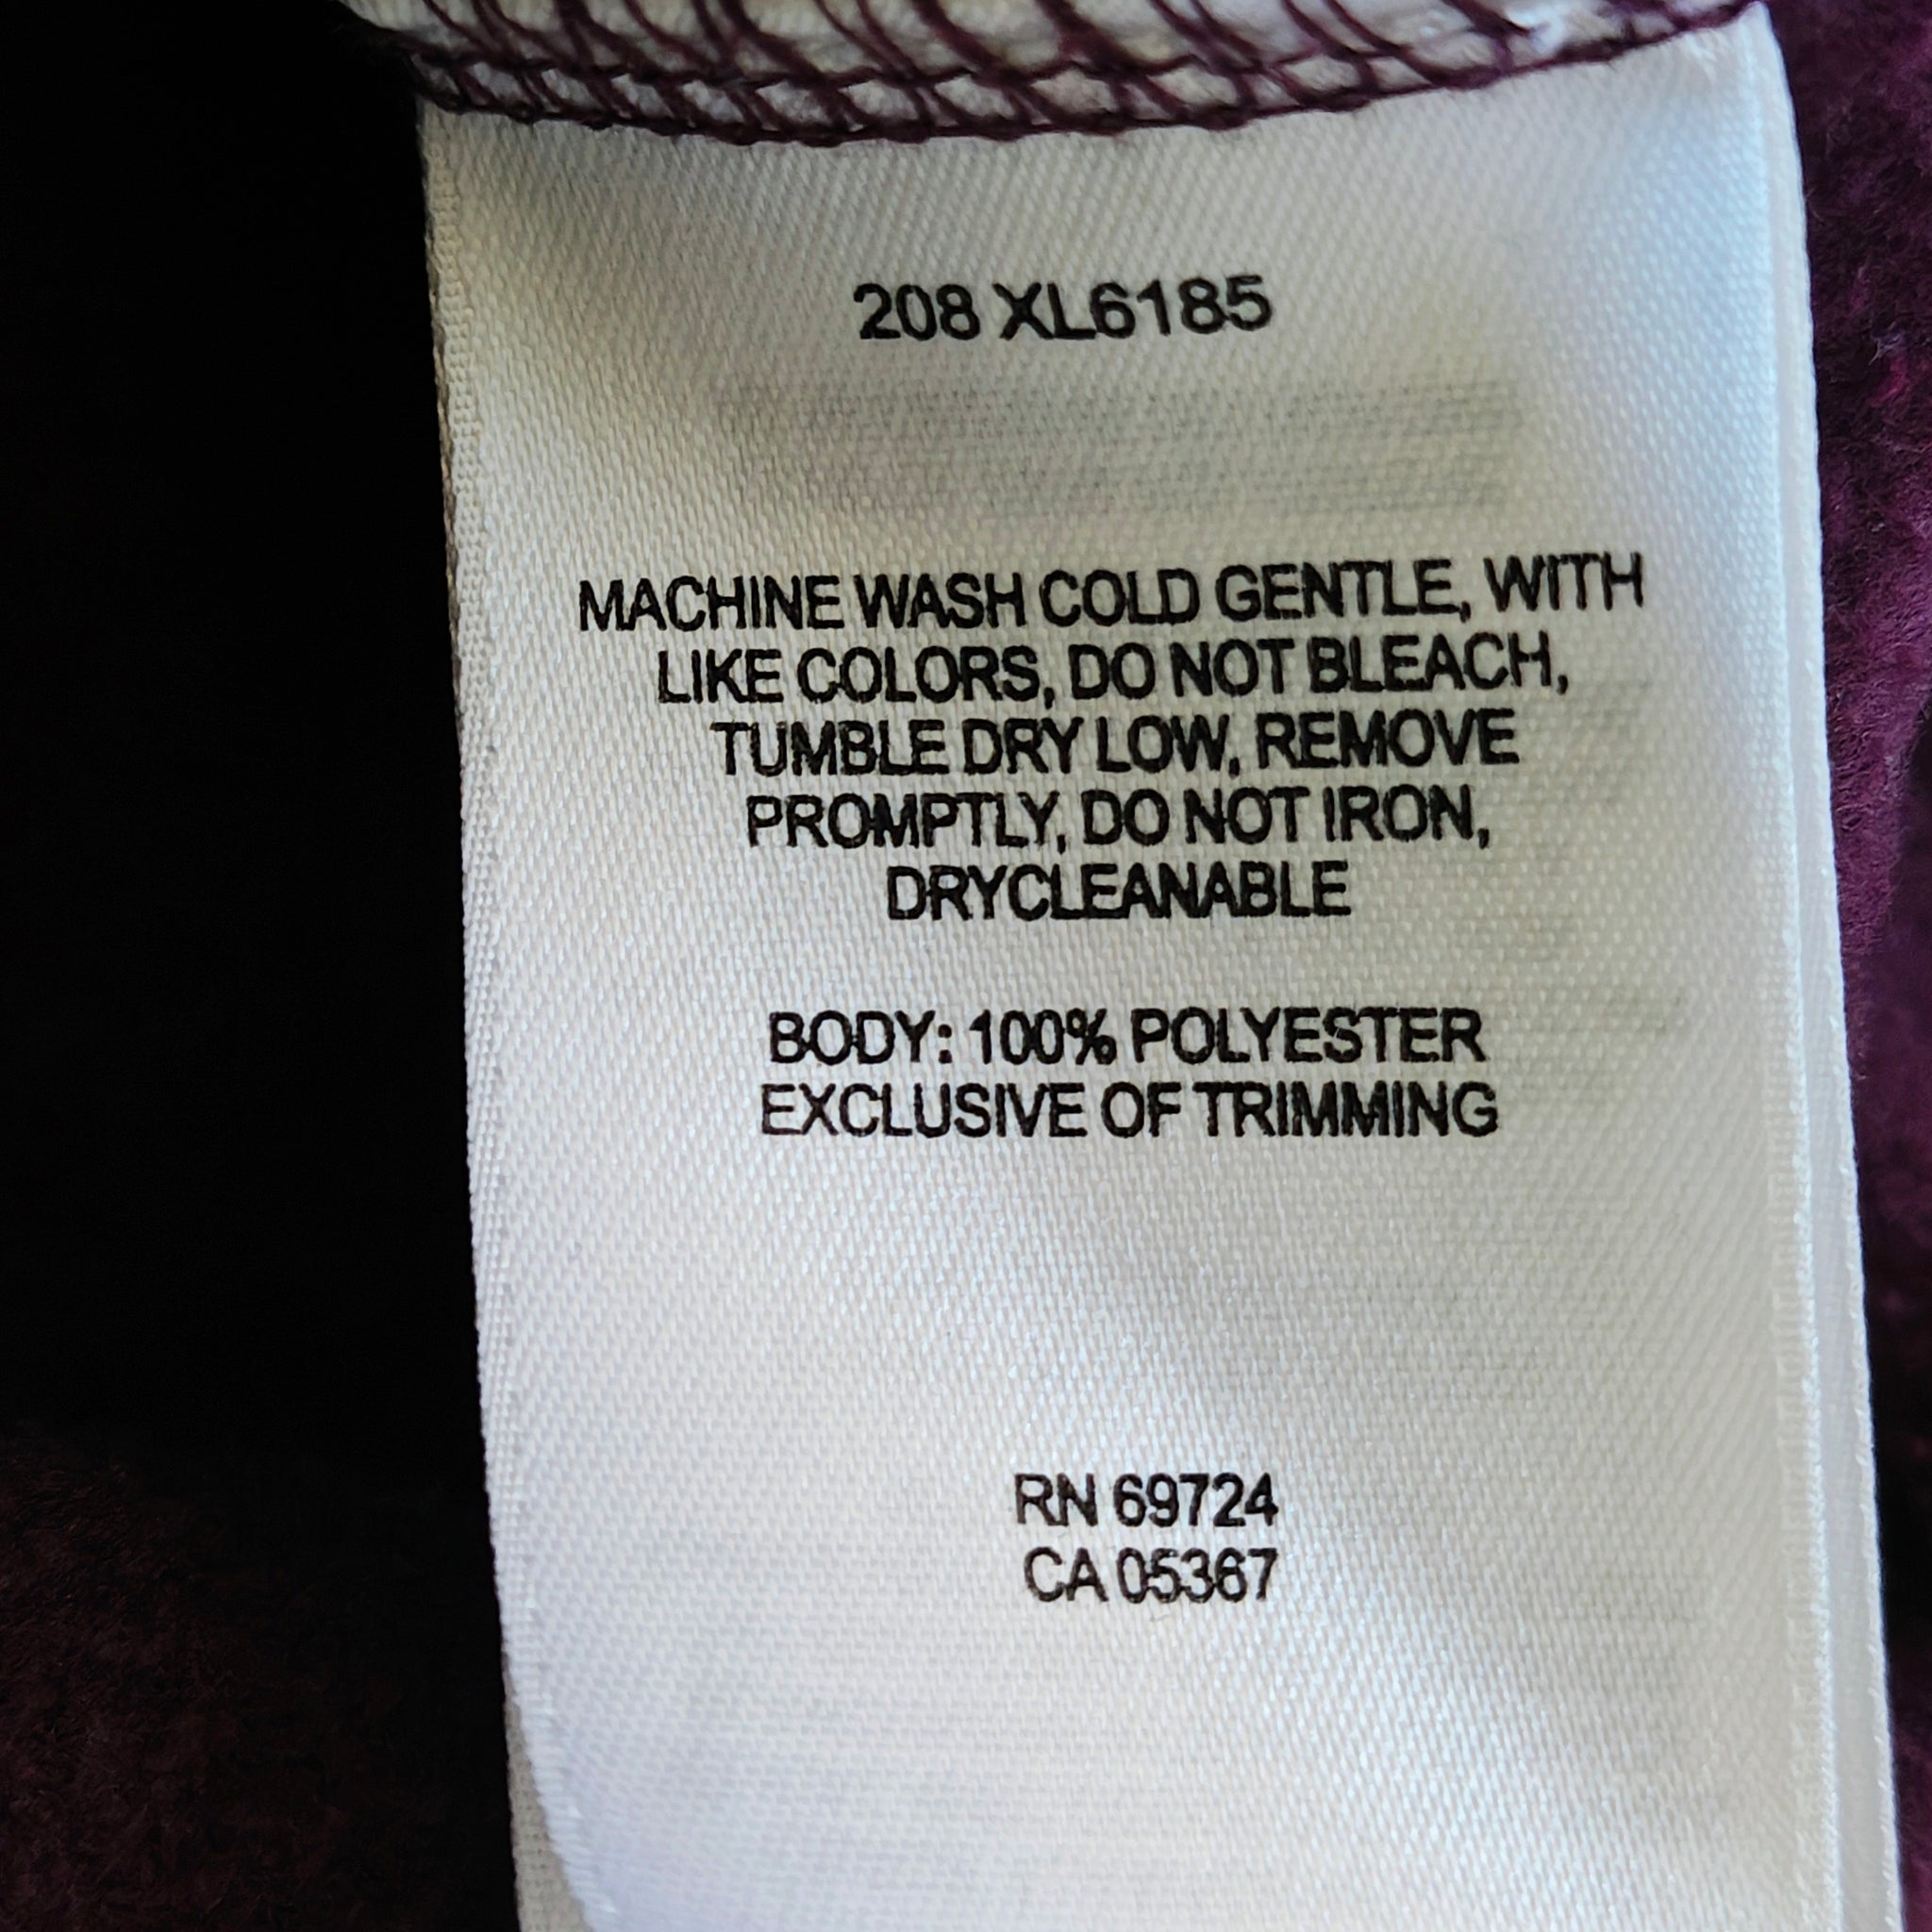 208 XL6185
MACHINE WASH COLD GENTLE, WITH
LIKE COLORS, DO NOT BLEACH,
TUMBLE DRY LOW, REMOVE
PROMPTLY, DO NOT IRON,
DRYCLEANABLE
BODY: 100% POLYESTER
EXCLUSIVE OF TRIMMING
RN 69724
CA 05367